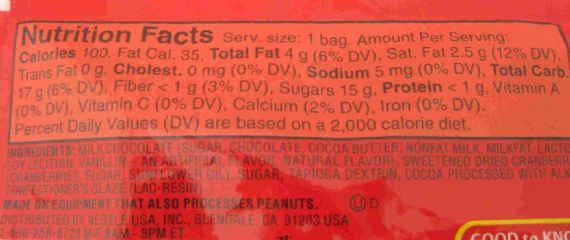 Nutrition Facts Serv. size: 1 bag. Amount Per Serving:
Calories 100, Fat Cal. 35, Total Fat 4 g (6% DV), Sat. Fat 2.5 g (12% DV),
Trans Fat 0 g, Cholest. 0 mg (0% DV), Sodium 5 mg (0% DV), Total Carb.
17 g (6% DV), Fiber < 1 g (3% DV), Sugars 15 g, Protein < 1 g, Vitamin A
(0% DV), Vitamin C (0% DV), Calcium (2% DV), Iron (0% DV).
Percent Daily Values (DV) are based on a 2,000 calorie diet.
INGREDIENTS: MILK CHOCOLATE (SUGAR, CHOCOLATE, COCOA BUTTER, NONFAT MILK, MILKFAT, LACTO
SOY LECITHIN, VANILLIN - AN ARTIFICIAL FLAVOR, NATURAL FLAVOR), SWEETENED DRIED CRANBERR
(CRANBERRIES, SUGAR, SUNFLOWER OIL), SUGAR, TAPIOCA DEXTRIN, COCOA PROCESSED WITH ALK
CONFECTIONER'S GLAZE (LAC-RESIN).
MADE ON EQUIPMENT THAT ALSO PROCESSES PEANUTS. Ⓤ D
DISTRIBUTED BY NESTLÉ USA, INC., GLENDALE, CA 91203 USA
M-F 8AM - 8PM ET
GOOD to KNO